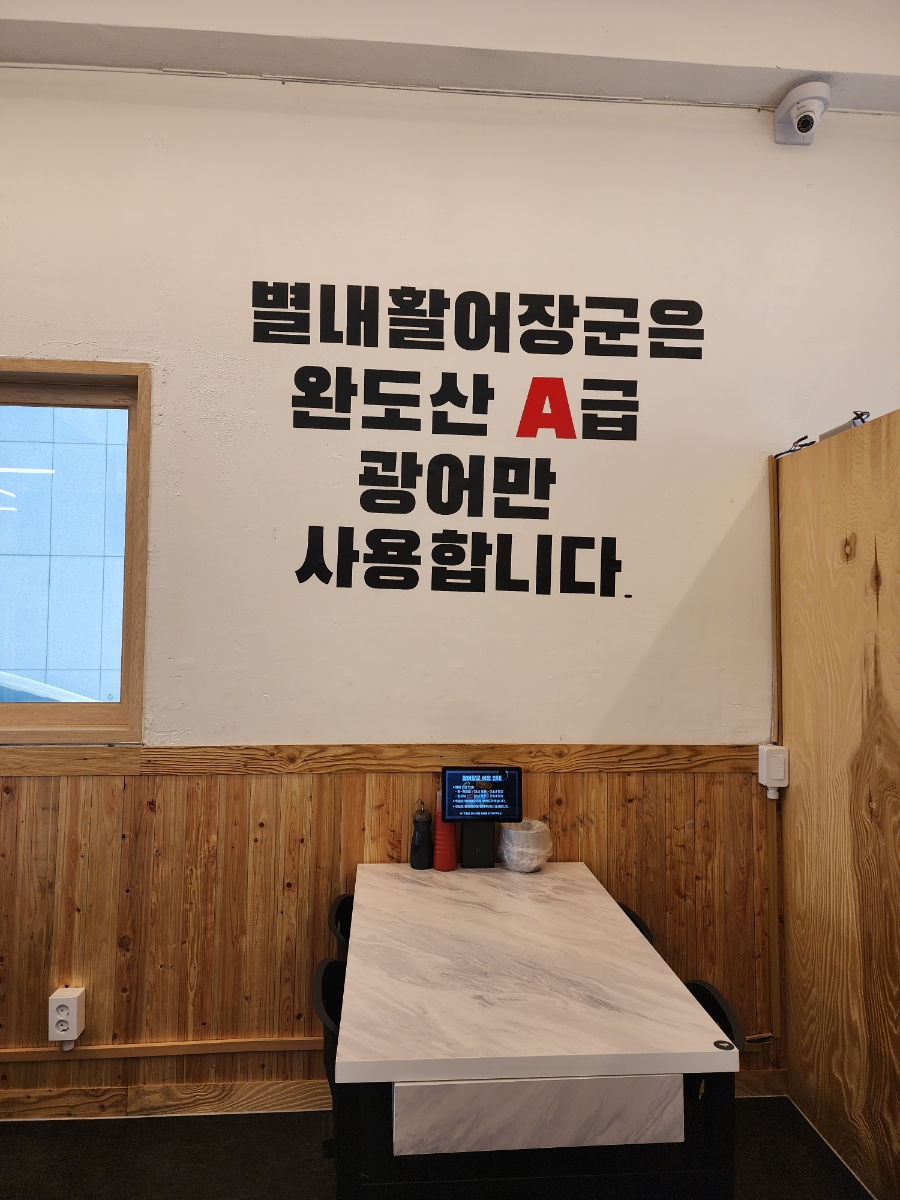 별내활어장군은
완도산 A급
광어만
사용합니다.